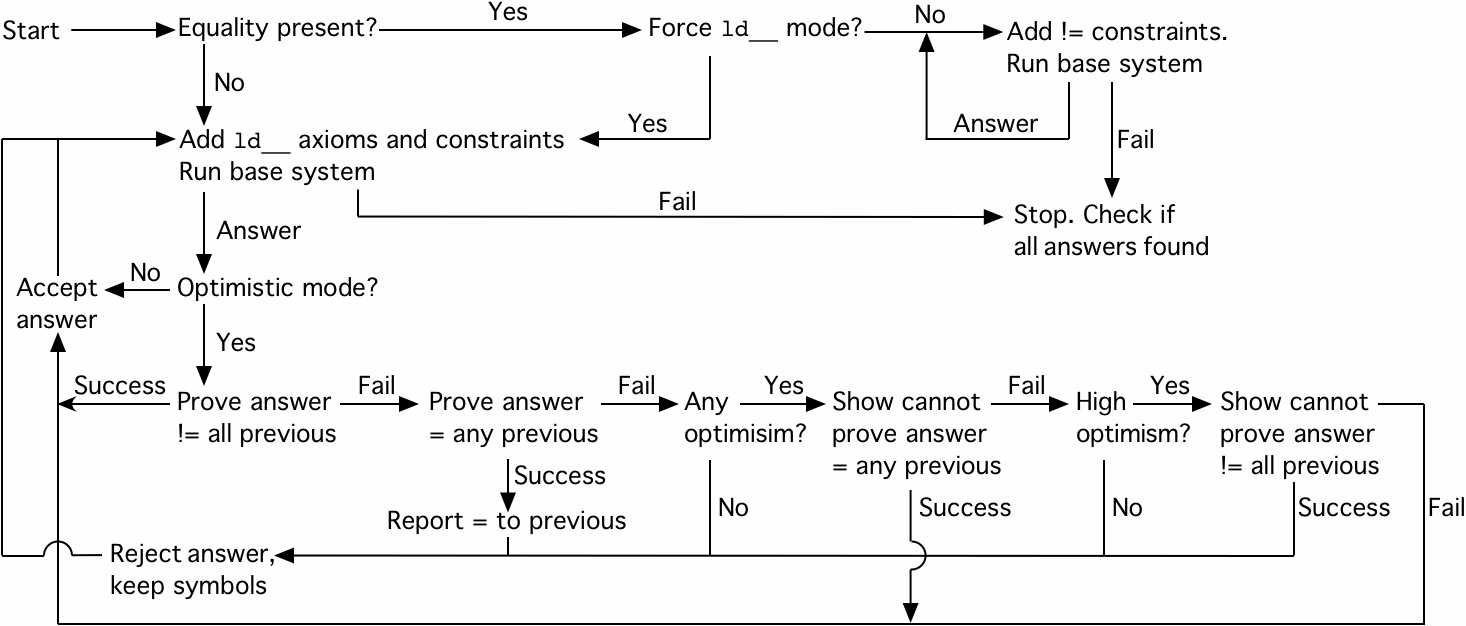 Start
Equality present?
Yes
Force ld__ mode?
No
Add != constraints.
Run base system
No
Answer
Fail
Add ld__ axioms and constraints
Run base system
Yes
Fail
Stop. Check if
all answers found
Answer
Accept
answer
No
Optimistic mode?
Yes
Success
Prove answer
!= all previous
Fail
Prove answer
= any previous
Fail
Any
optimisim?
Yes
Show cannot
prove answer
= any previous
Fail
High
optimism?
Yes
Show cannot
prove answer
!= all previous
Success
Report = to previous
No
Success
No
Success
Fail
Reject answer,
keep symbols